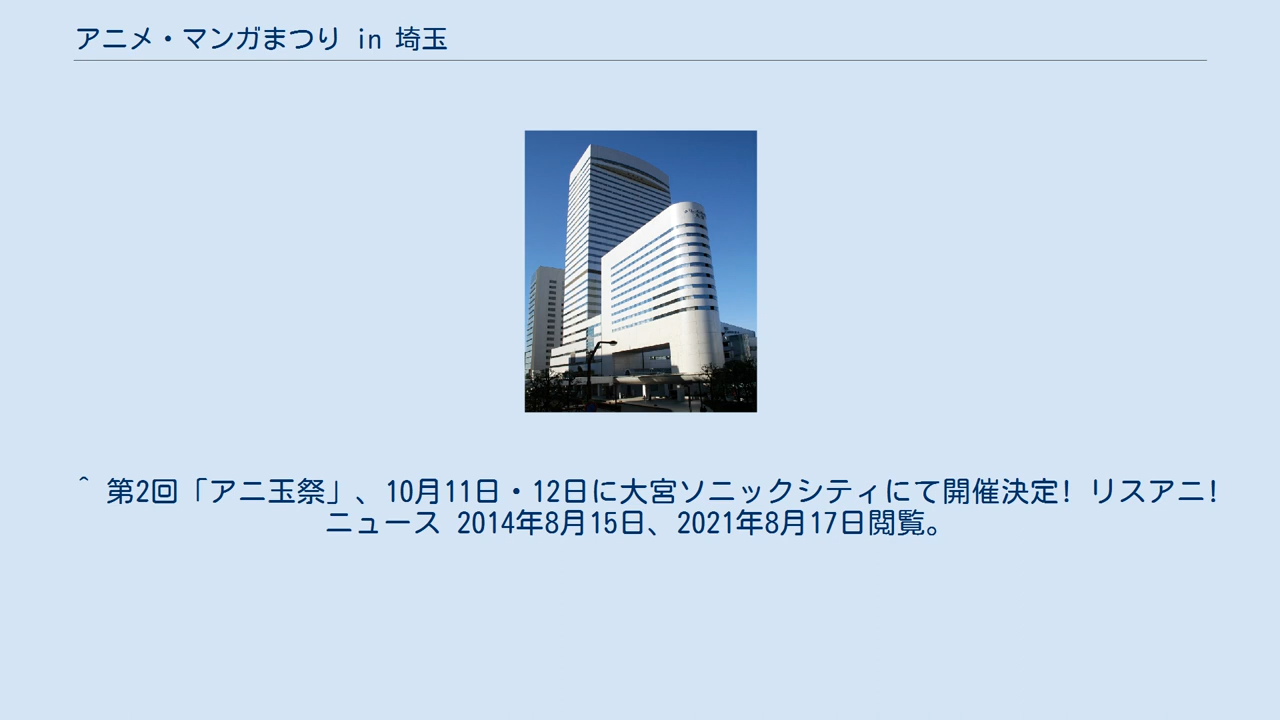 アニメ・マンガまつり in 埼玉
^ 第2回「アニ玉祭」、10月11日・12日に大宮ソニックシティにて開催決定! リスアニ!
ニュース 2014年8月15日、2021年8月17日閲覧。